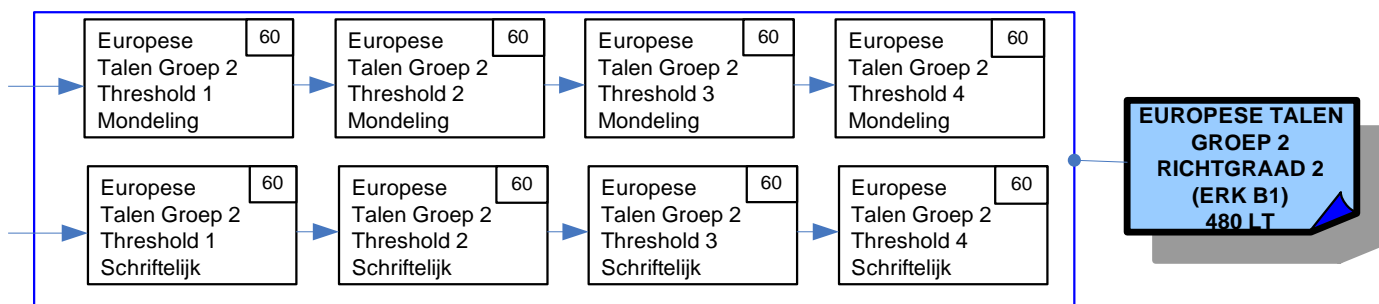 Europese 60
Talen Groep 2
Threshold 1
Mondeling
Europese 60
Talen Groep 2
Threshold 2
Mondeling
Europese 60
Talen Groep 2
Threshold 3
Mondeling
Europese 60
Talen Groep 2
Threshold 4
Mondeling
Europese 60
Talen Groep 2
Threshold 1
Schriftelijk
Europese 60
Talen Groep 2
Threshold 2
Schriftelijk
Europese 60
Talen Groep 2
Threshold 3
Schriftelijk
Europese 60
Talen Groep 2
Threshold 4
Schriftelijk
EUROPESE TALEN
GROEP 2
RICHTGRAAD 2
(ERK B1)
480 LT